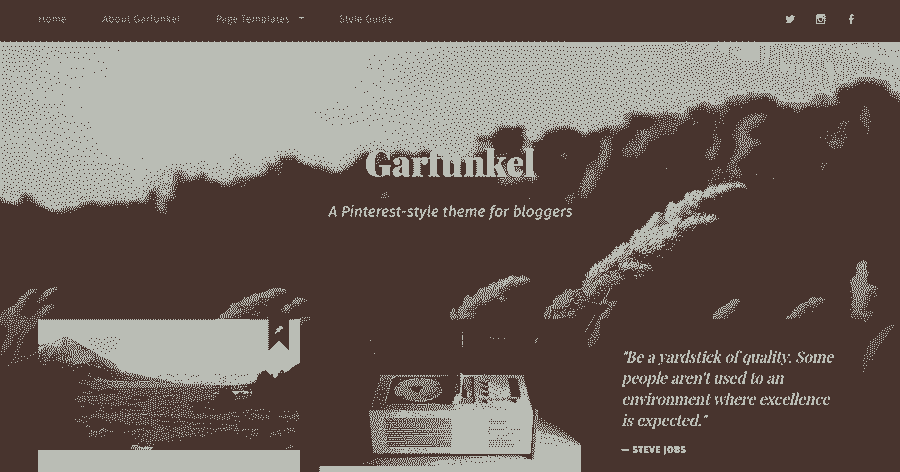 Home About Garfunkel Page Templates Style Guide
Garfunkel
A Pinterest-style theme for bloggers
"Be a yardstick of quality. Some
people aren't used to an
environment where excellence
is expected."
— STEVE JOBS